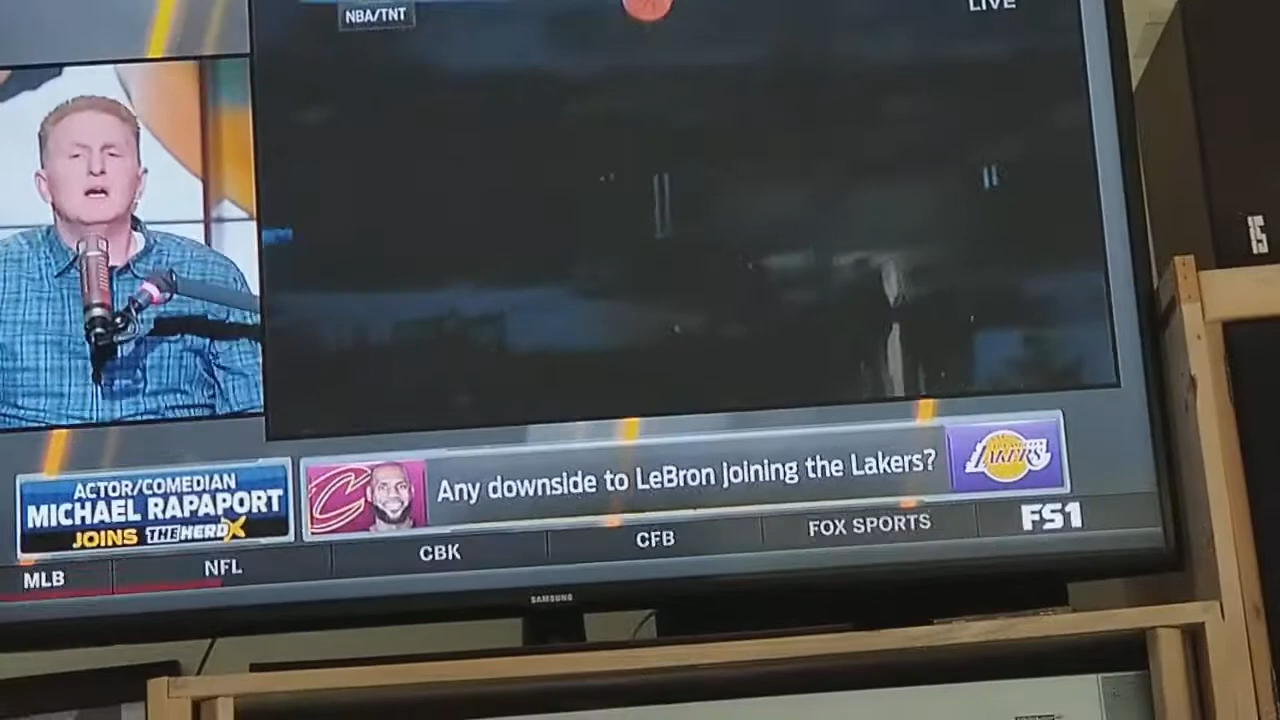 NBA/TNT
LIVE
ACTOR/COMEDIAN
MICHAEL RAPAPORT
JOINS THE HERD
Any downside to LeBron joining the Lakers?
LAKERS
MLB
NFL
CBK
CFB
FOX SPORTS
FS1
SAMSUNG